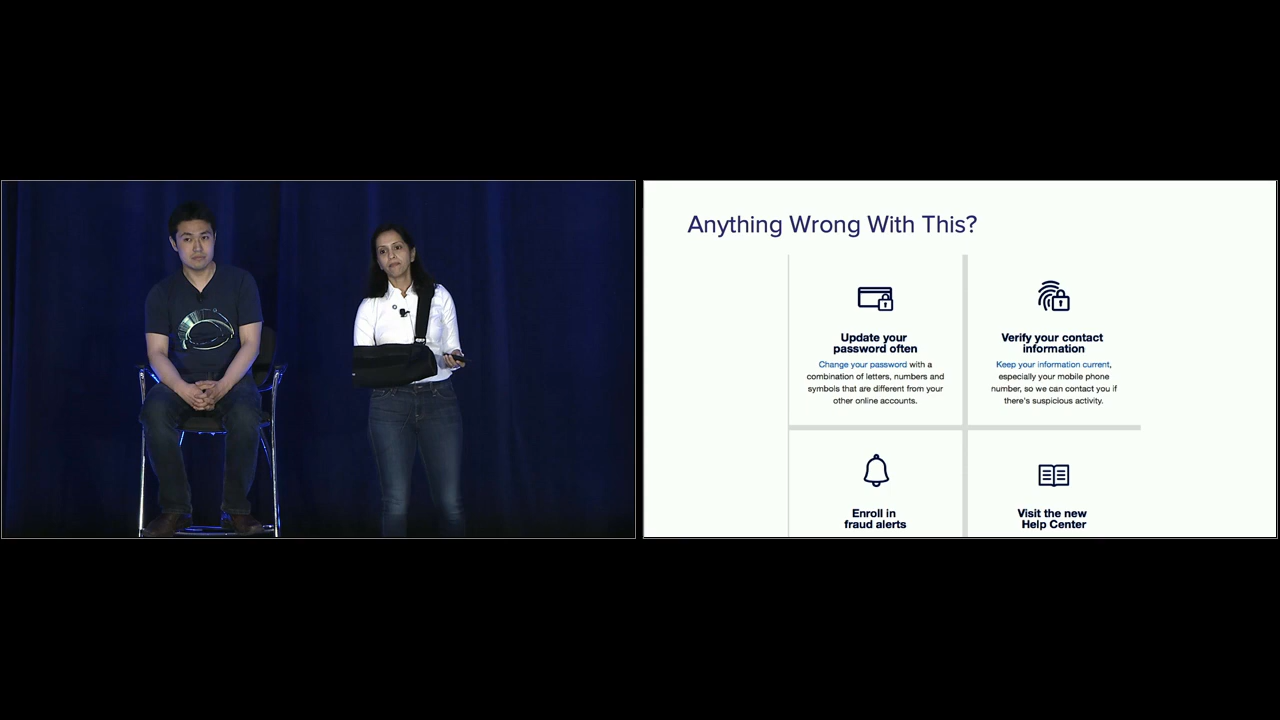 Anything Wrong With This?
Update your
password often
Change your password with a
combination of letters, numbers and
symbols that are different from your
other online accounts.
Verify your contact
information
Keep your information current,
especially your mobile phone
number, so we can contact you if
there's suspicious activity.
Enroll in
fraud alerts
Visit the new
Help Center